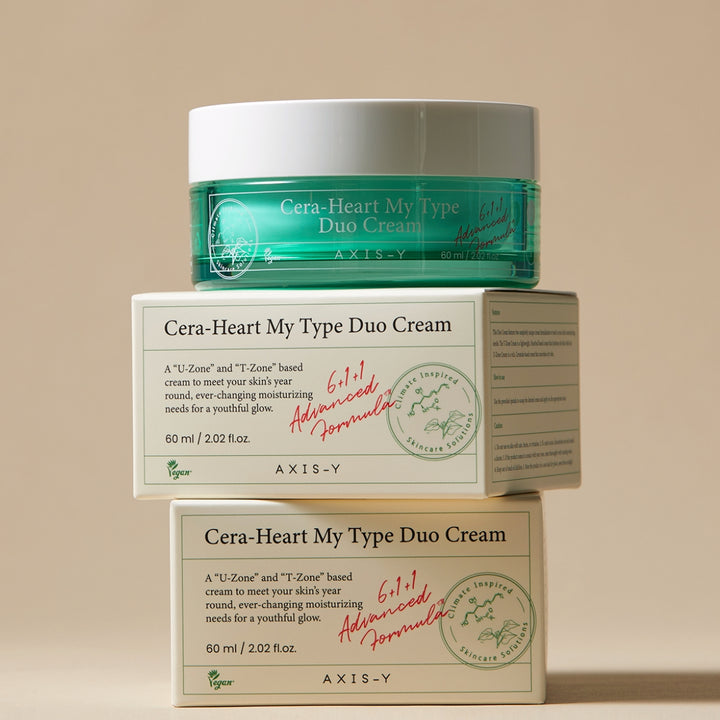 Cera-Heart My Type
Duo Cream
6+1+1
Advanced
Formula
AXIS-Y
60 ml / 2.02 fl.oz.
Cera-Heart My Type Duo Cream
A “U-Zone” and “T-Zone” based
cream to meet your skin’s year
round, ever-changing moisturizing
needs for a youthful glow.
6+1+1
Advanced
Formula™
Climate Inspired
Skincare Solutions
60 ml / 2.02 fl.oz.
Vegan
AXIS-Y
Cera-Heart My Type Duo Cream
A “U-Zone” and “T-Zone” based
cream to meet your skin’s year
round, ever-changing moisturizing
needs for a youthful glow.
6+1+1
Advanced
Formula™
Climate Inspired
Skincare Solutions
60 ml / 2.02 fl.oz.
Vegan
AXIS-Y